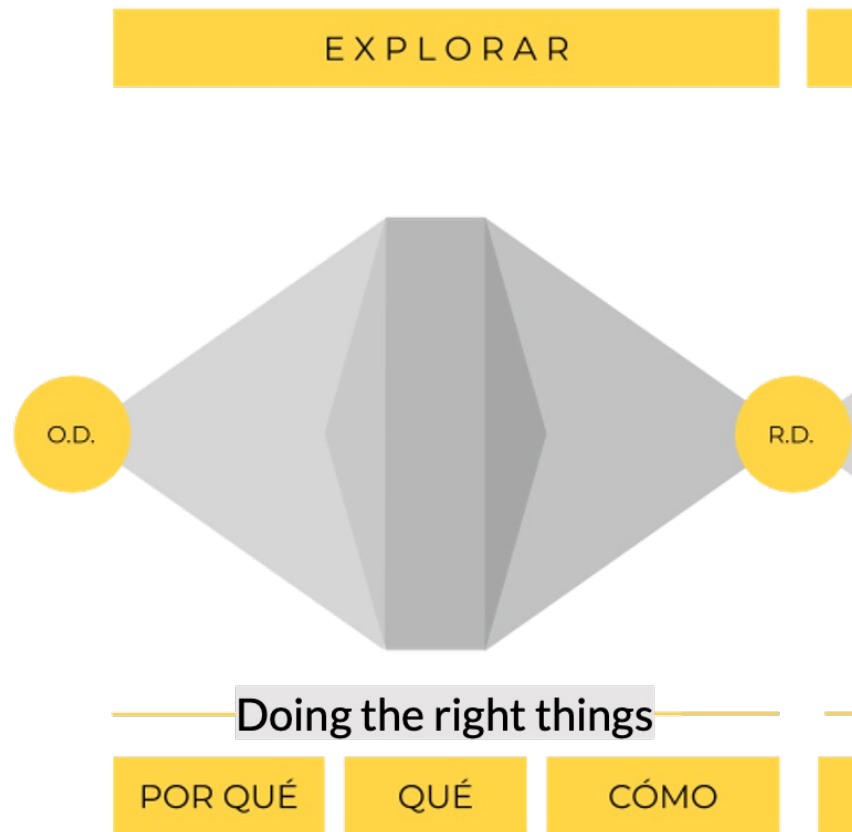 EXPLORAR
O.D.
R.D.
Doing the right things
POR QUÉ QUÉ CÓMO